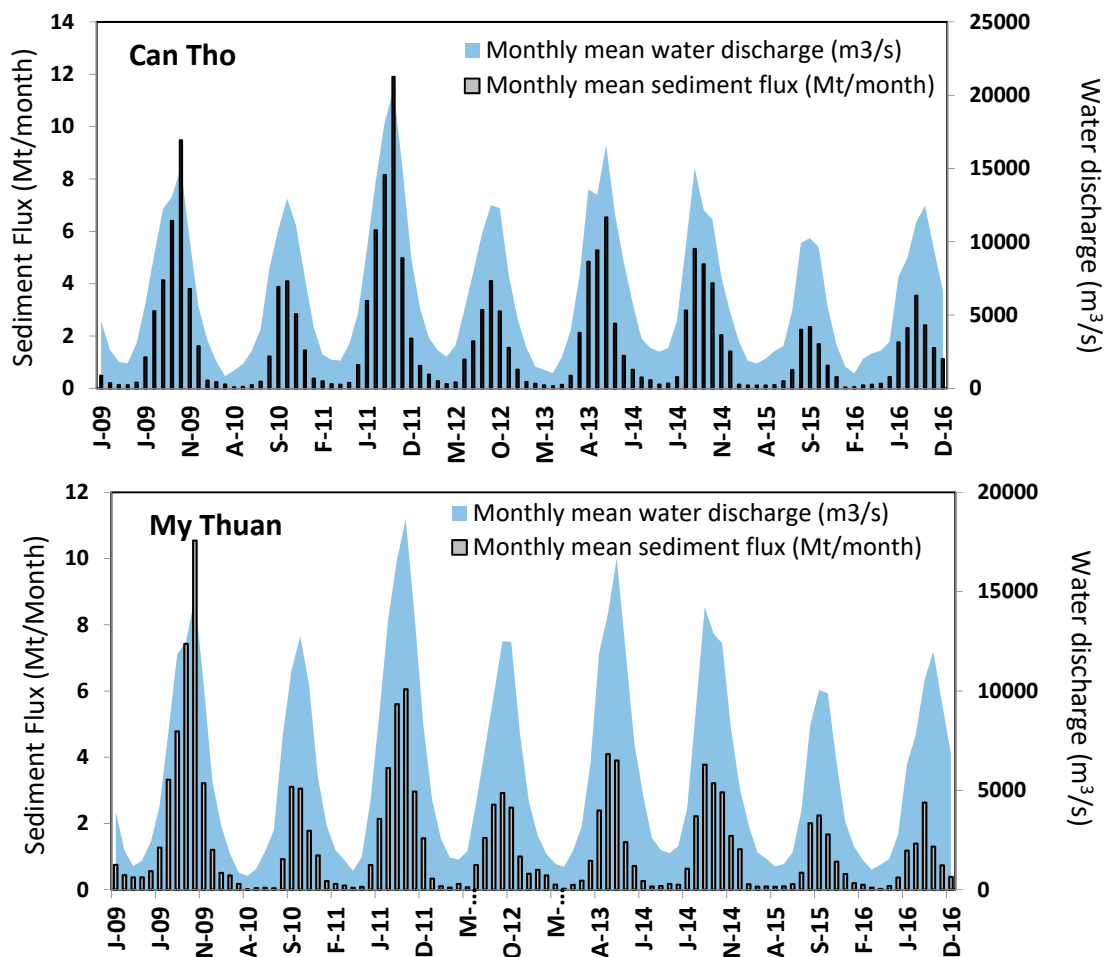 Can Tho
Monthly mean water discharge (m3/s)
Monthly mean sediment flux (Mt/month)
Sediment Flux (Mt/month)
14
12
10
8
6
4
2
0
25000
20000
15000
10000
5000
0
Water discharge (m³/s)
J-09 J-09 N-09 A-10 S-10 F-11 J-11 D-11 M-12 O-12 M-13 A-13 J-14 J-14 N-14 A-15 S-15 F-16 J-16 D-16
My Thuan
Monthly mean water discharge (m3/s)
Monthly mean sediment flux (Mt/month)
Sediment Flux (Mt/Month)
12
10
8
6
4
2
0
20000
15000
10000
5000
0
Water discharge (m³/s)
J-09 J-09 N-09 A-10 S-10 F-11 J-11 D-11 M-... O-12 M-... A-13 J-14 J-14 N-14 A-15 S-15 F-16 J-16 D-16